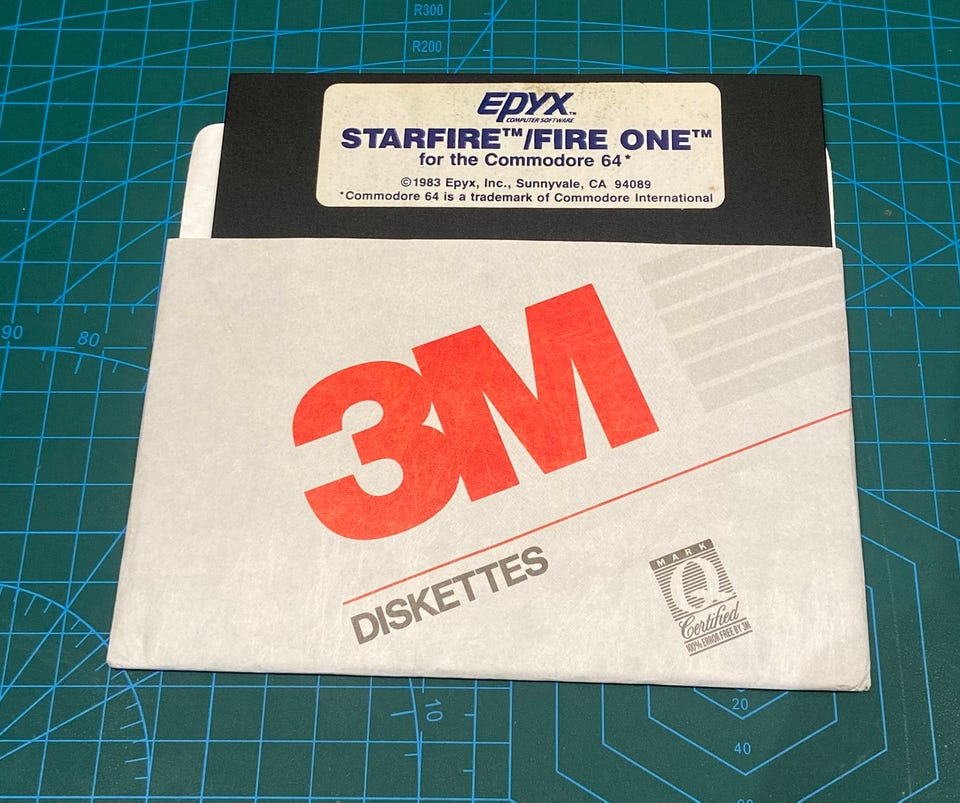 R300
R200
EPYX™
COMPUTER SOFTWARE
STARFIRE™/FIRE ONE™
for the Commodore 64*
©1983 Epyx, Inc., Sunnyvale, CA 94089
*Commodore 64 is a trademark of Commodore International
90
80
3M
DISKETTES
MARK
Q
Certified
100% ERROR FREE BY 3M
10
20
40